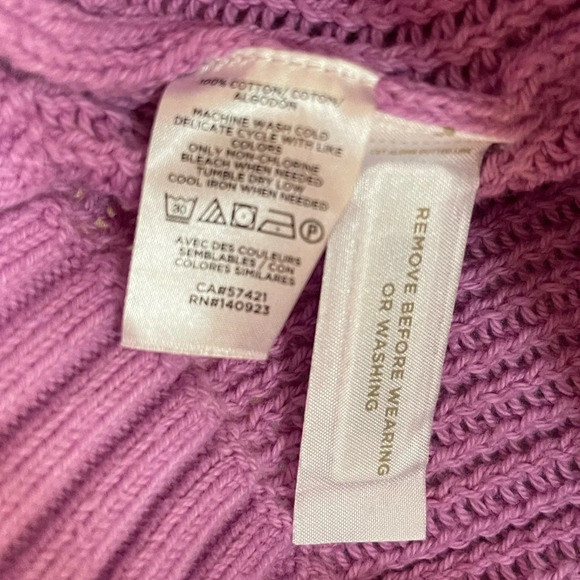 100% COTTON/ COTON/
ALGODÓN
MACHINE WASH COLD
DELICATE CYCLE WITH LIKE
COLORS
ONLY NON-CHLORINE
BLEACH WHEN NEEDED
TUMBLE DRY LOW
COOL IRON WHEN NEEDED
30 P
AVEC DES COULEURS
SEMBLABLES / CON
COLORES SIMILARES
CA#57421
RN#140923
REMOVE BEFORE WEARING
OR WASHING